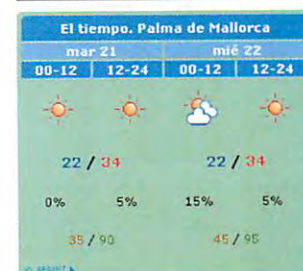 El tiempo. Palma de Mallorca
mar 21 mié 22
00-12 12-24 00-12 12-24
22 / 34 22 / 34
0% 5% 15% 5%
35 / 90 45 / 95